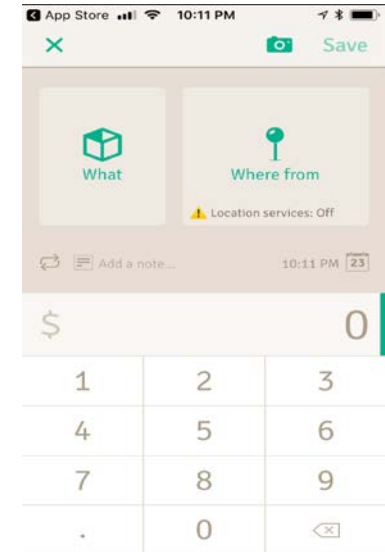 App Store 10:11 PM
Save
What
Where from
Location services: Off
Add a note... 10:11 PM 23
$ 0
1 2 3
4 5 6
7 8 9
. 0